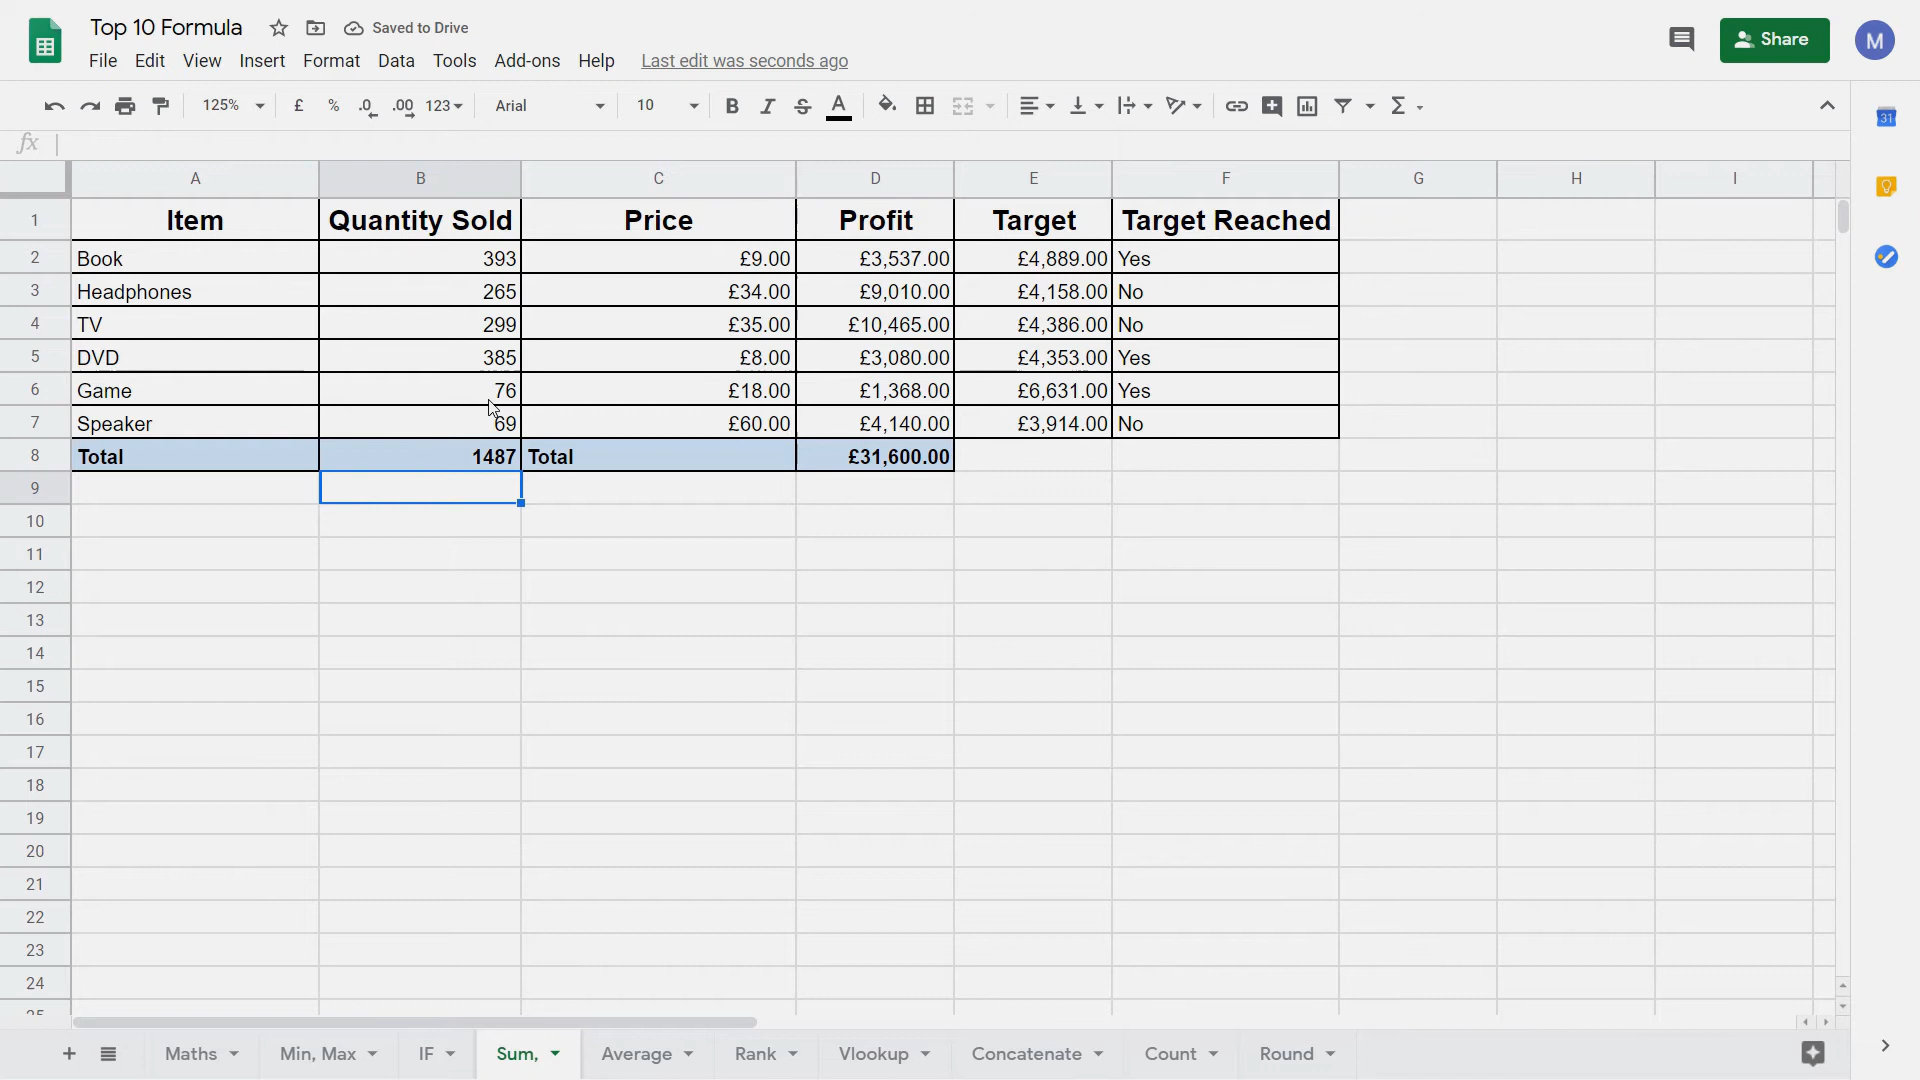 Top 10 Formula Saved to Drive
File Edit View Insert Format Data Tools Add-ons Help Last edit was seconds ago
Share
M
125% £ % .0 .00 123 Arial 10 B I S A Σ
31
fx
A B C D E F G H I
1 Item Quantity Sold Price Profit Target Target Reached
2 Book 393 £9.00 £3,537.00 £4,889.00 Yes
3 Headphones 265 £34.00 £9,010.00 £4,158.00 No
4 TV 299 £35.00 £10,465.00 £4,386.00 No
5 DVD 385 £8.00 £3,080.00 £4,353.00 Yes
6 Game 76 £18.00 £1,368.00 £6,631.00 Yes
7 Speaker 69 £60.00 £4,140.00 £3,914.00 No
8 Total 1487 Total £31,600.00
9
10
11
12
13
14
15
16
17
18
19
20
21
22
23
24
25
+ Maths Min, Max IF Sum, Average Rank Vlookup Concatenate Count Round